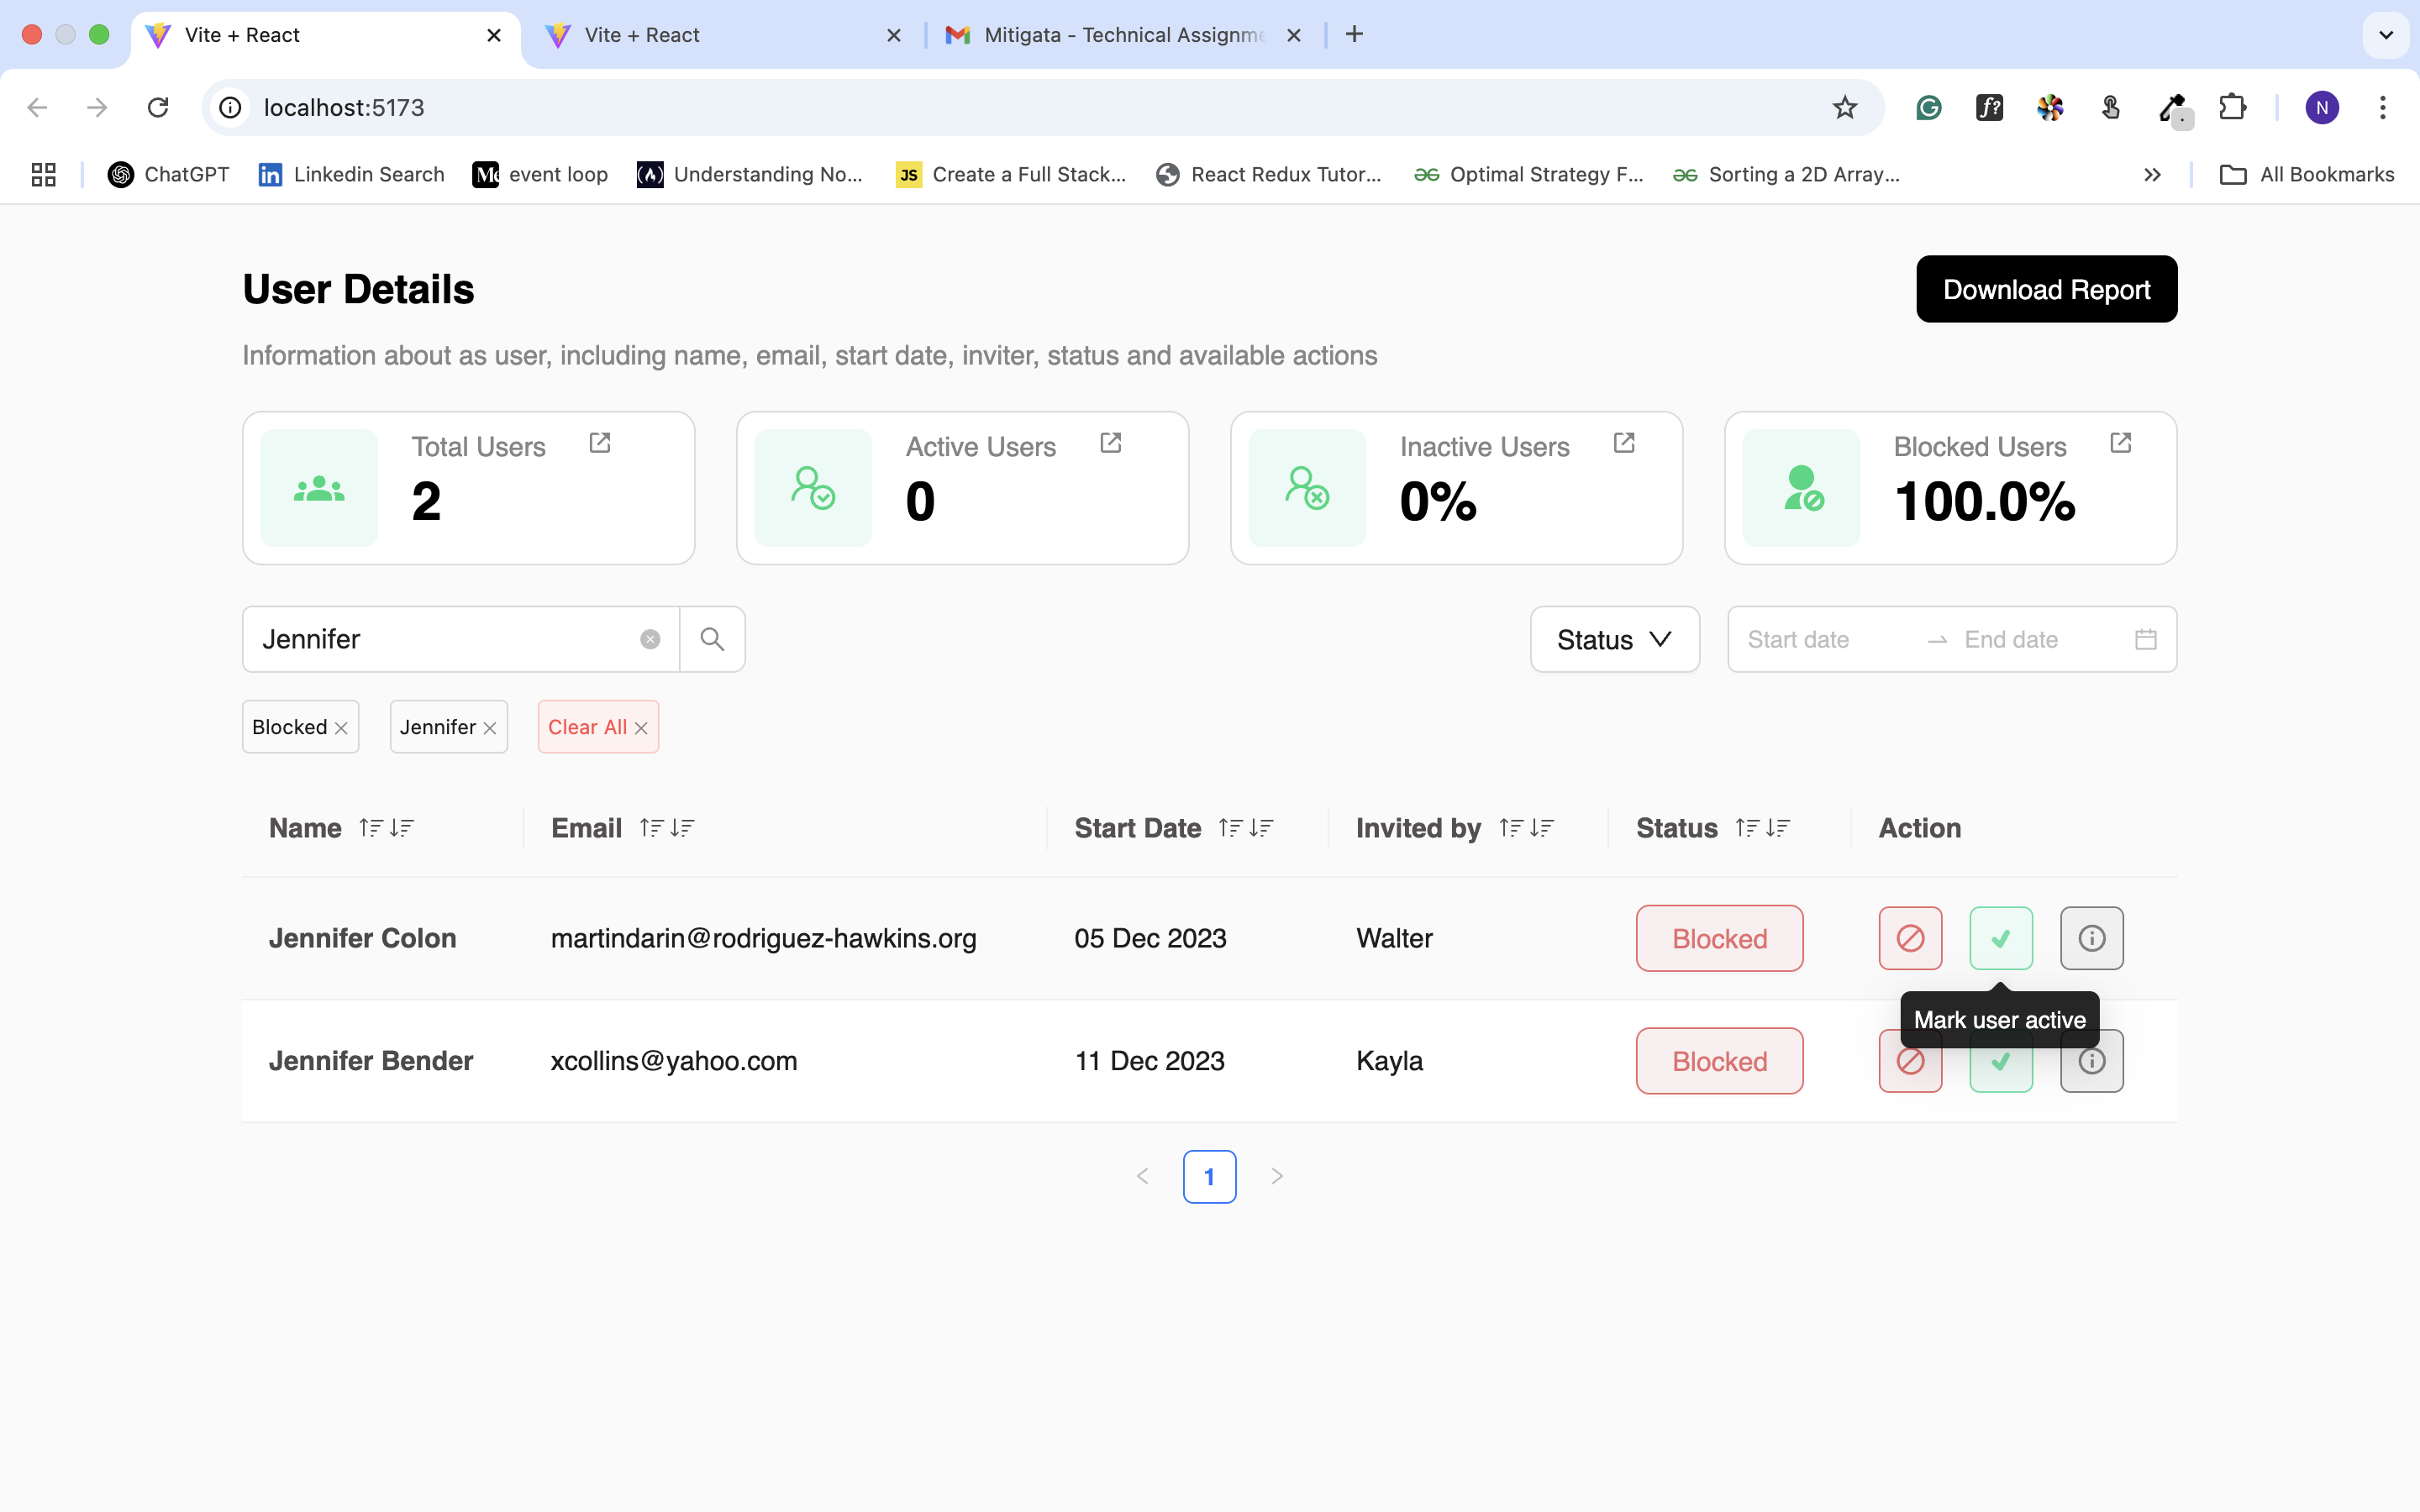 Vite + React
Vite + React
Mitigata - Technical Assignme
localhost:5173
N
ChatGPT
Linkedin Search
event loop
Understanding No...
JS
Create a Full Stack...
React Redux Tutor...
Optimal Strategy F...
Sorting a 2D Array...
All Bookmarks
User Details
Download Report
Information about as user, including name, email, start date, inviter, status and available actions
Total Users
2
Active Users
0
Inactive Users
0%
Blocked Users
100.0%
Jennifer
Status
Start date
End date
Blocked
Jennifer
Clear All
Name Email Start Date Invited by Status Action
Jennifer Colon martindarin@rodriguez-hawkins.org 05 Dec 2023 Walter Blocked
Mark user active
Jennifer Bender xcollins@yahoo.com 11 Dec 2023 Kayla Blocked
1